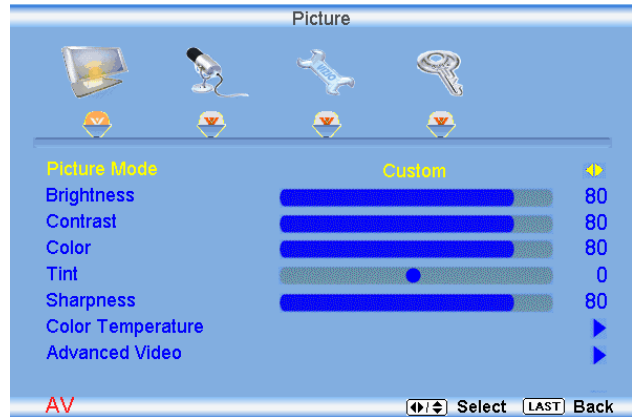 Picture
VIZIO
Picture Mode Custom
Brightness 80
Contrast 80
Color 80
Tint 0
Sharpness 80
Color Temperature
Advanced Video
AV Select LAST Back